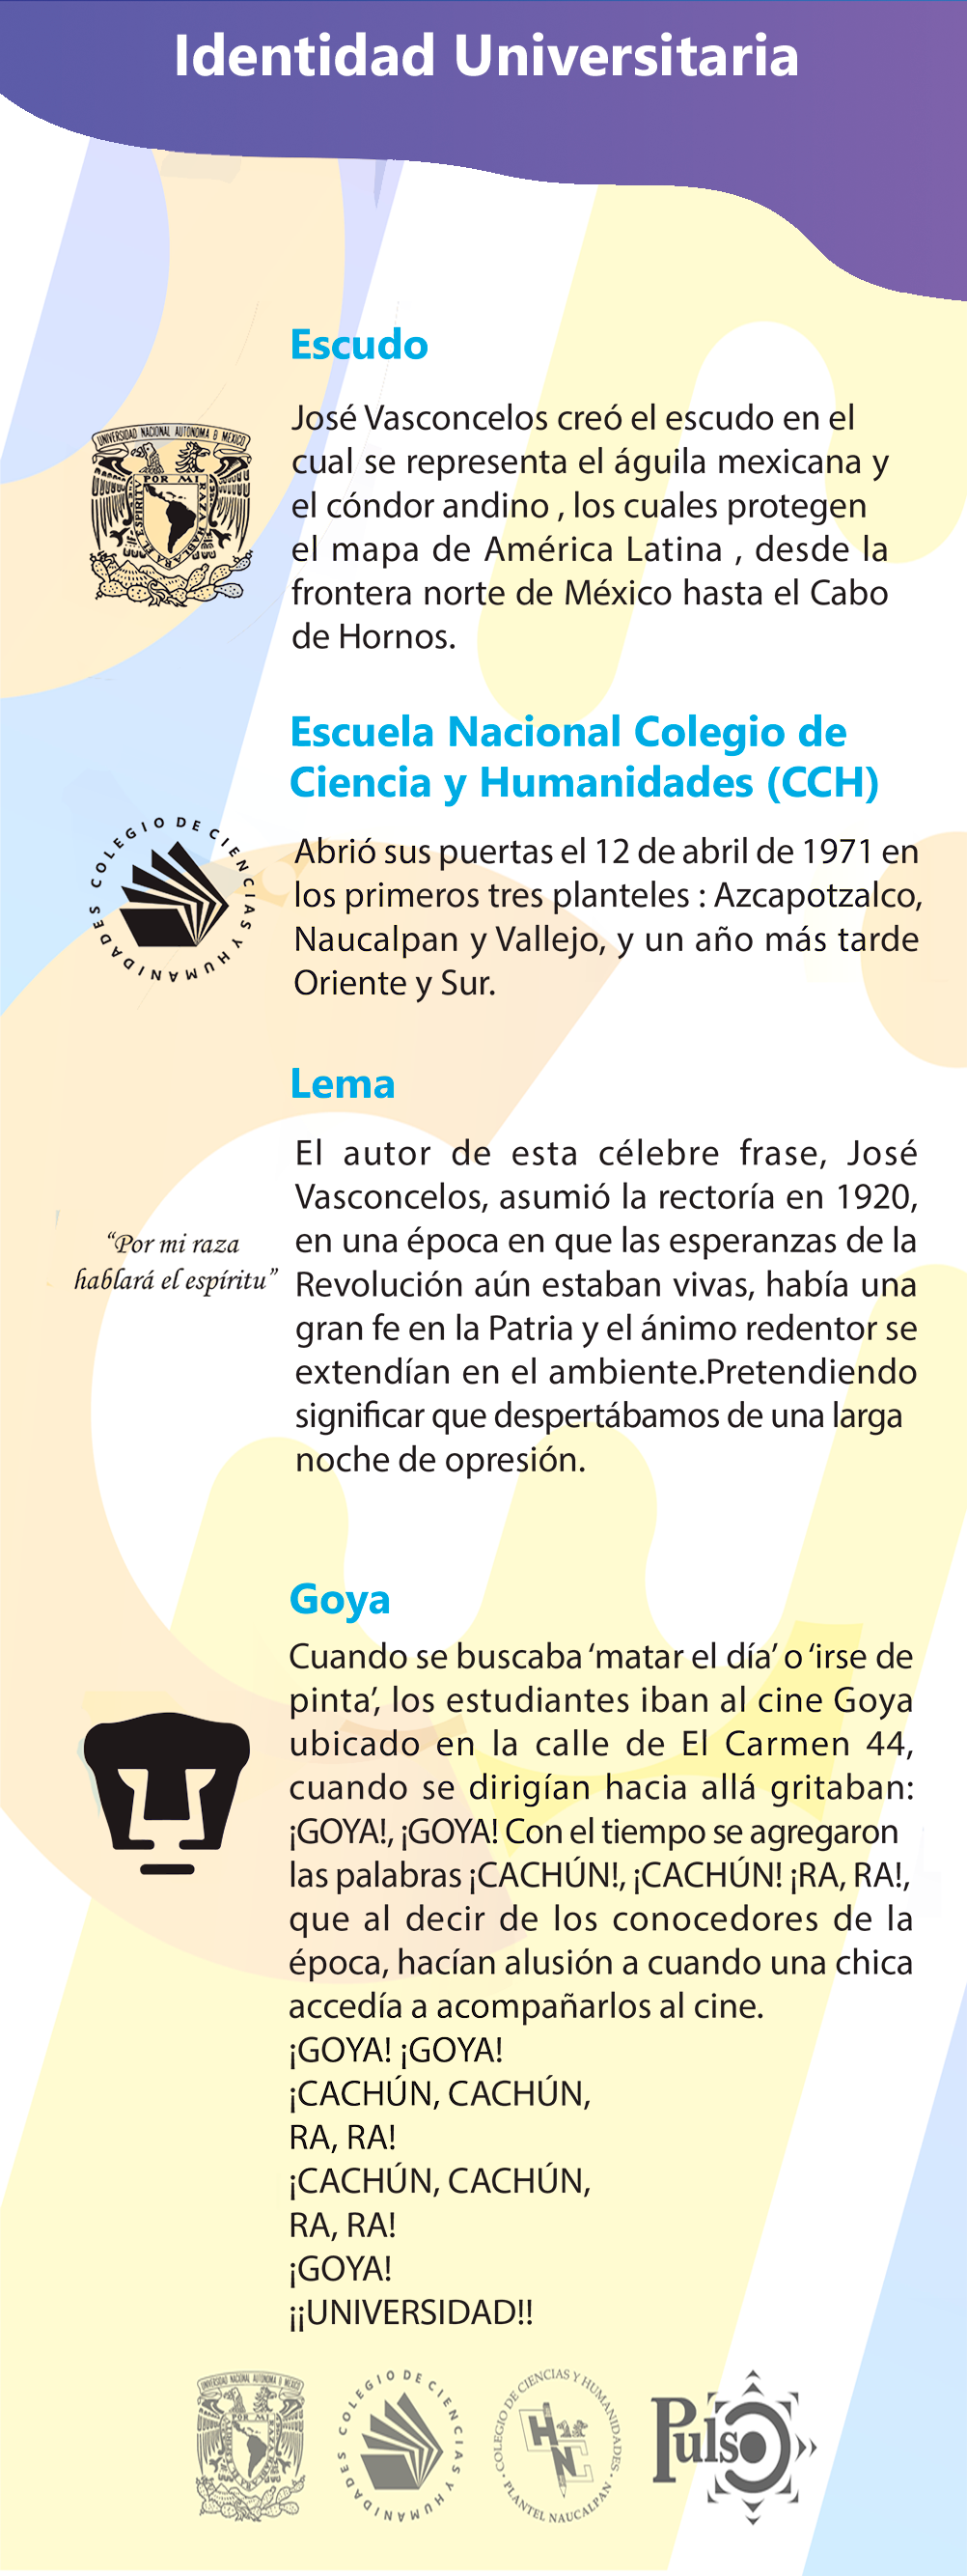 Identidad Universitaria
Escudo
José Vasconcelos creó el escudo en el
cual se representa el águila mexicana y
el cóndor andino , los cuales protegen
el mapa de América Latina , desde la
frontera norte de México hasta el Cabo
de Hornos.
UNIVERSIDAD NACIONAL AUTONOMA D MEXICO
POR MI RAZA HABLARA EL ESPIRITU
Escuela Nacional Colegio de
Ciencia y Humanidades (CCH)
COLEGIO DE CIENCIAS Y HUMANIDADES
Abrió sus puertas el 12 de abril de 1971 en
los primeros tres planteles : Azcapotzalco,
Naucalpan y Vallejo, y un año más tarde
Oriente y Sur.
Lema
“Por mi raza
hablará el espíritu”
El autor de esta célebre frase, José
Vasconcelos, asumió la rectoría en 1920,
en una época en que las esperanzas de la
Revolución aún estaban vivas, había una
gran fe en la Patria y el ánimo redentor se
extendían en el ambiente.Pretendiendo
significar que despertábamos de una larga
noche de opresión.
Goya
Cuando se buscaba ‘matar el día’ o ‘irse de
pinta’, los estudiantes iban al cine Goya
ubicado en la calle de El Carmen 44,
cuando se dirigían hacia allá gritaban:
¡GOYA!, ¡GOYA! Con el tiempo se agregaron
las palabras ¡CACHÚN!, ¡CACHÚN! ¡RA, RA!,
que al decir de los conocedores de la
época, hacían alusión a cuando una chica
accedía a acompañarlos al cine.
¡GOYA! ¡GOYA!
¡CACHÚN, CACHÚN,
RA, RA!
¡CACHÚN, CACHÚN,
RA, RA!
¡GOYA!
¡¡UNIVERSIDAD!!
UNIVERSIDAD NACIONAL AUTONOMA D MEXICO
COLEGIO DE CIENCIAS Y HUMANIDADES
COLEGIO DE CIENCIAS Y HUMANIDADES
PLANTEL NAUCALPAN
Pulso